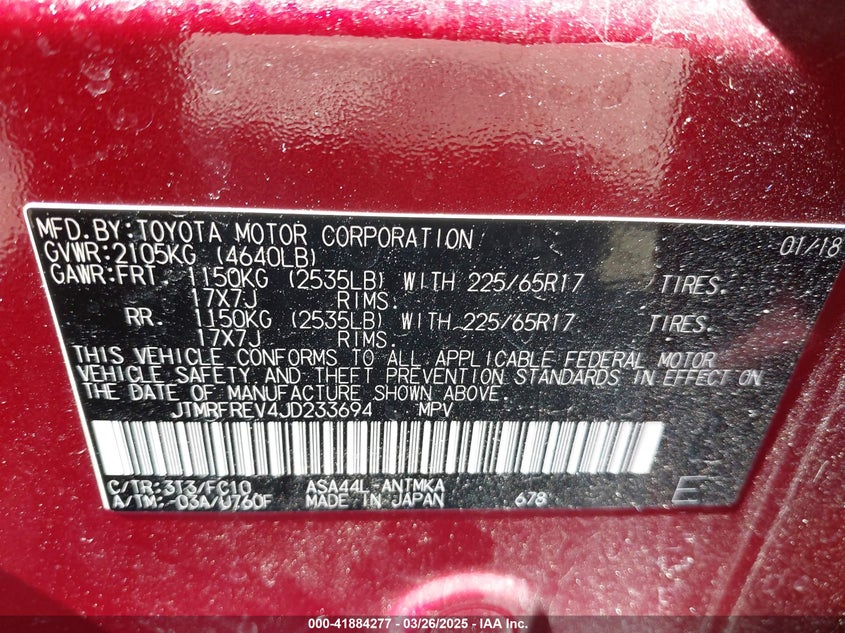 MFD.BY:TOYOTA MOTOR CORPORATION 01/18
GVWR:2105KG (4640LB)
GAWR:FRT. 1150KG (2535LB) WITH 225/65R17 TIRES.
17X7J RIMS.
RR. 1150KG (2535LB) WITH 225/65R17 TIRES.
17X7J RIMS.
THIS VEHICLE CONFORMS TO ALL APPLICABLE FEDERAL MOTOR
VEHICLE SAFETY AND THEFT PREVENTION STANDARDS IN EFFECT ON
THE DATE OF MANUFACTURE SHOWN ABOVE.
JTMRFREV4JD233694 MPV
C/TR:3T3/FC10 ASA44L-ANTMKA
A/TM:-03A/U760F MADE IN JAPAN 678 E
000-41884277 - 03/26/2025 - IAA Inc.